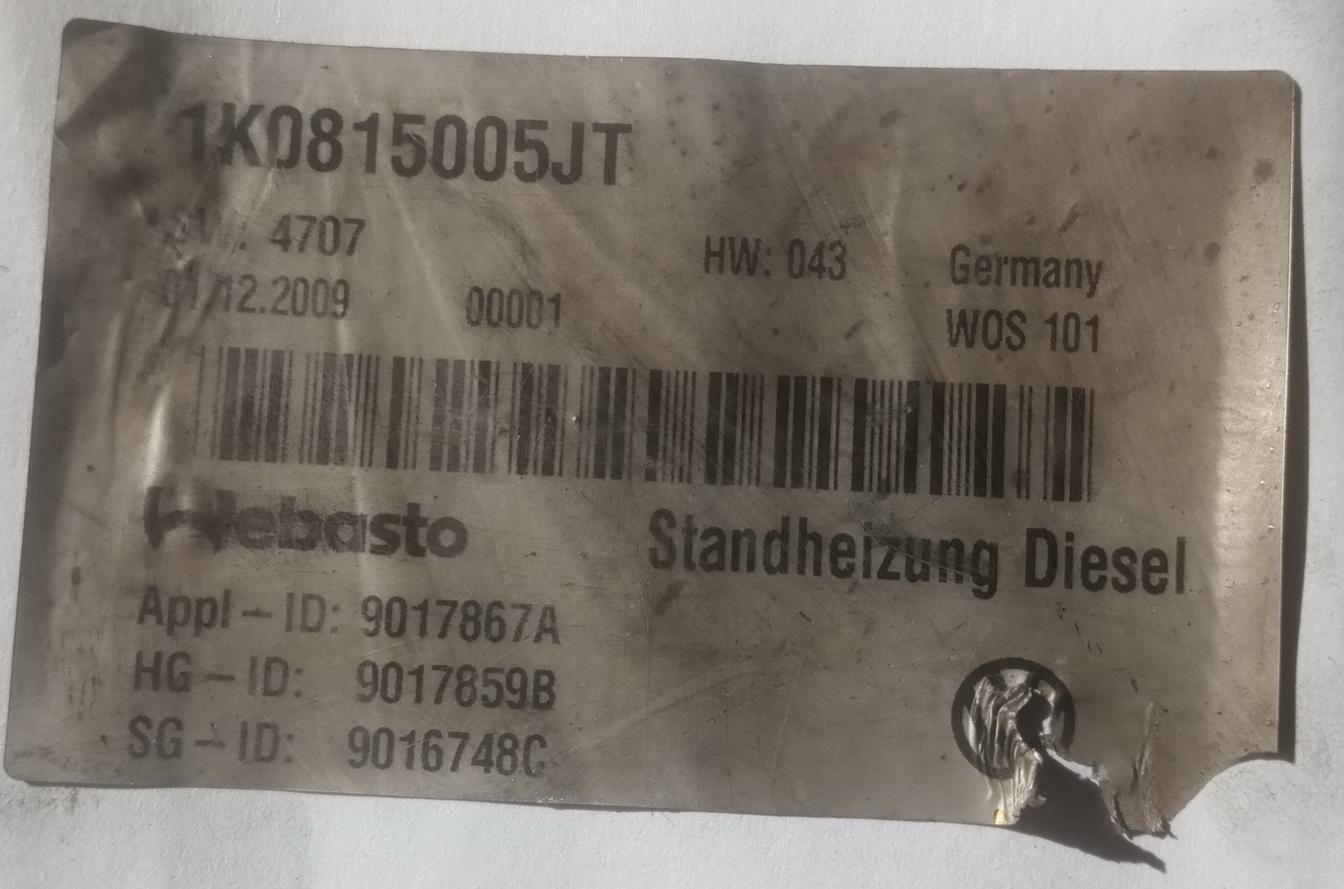 1K0815005JT
SW: 4707 HW: 043 Germany
01.12.2009 00001 WOS 101
Webasto Standheizung Diesel
Appl-ID: 9017867A
HG-ID: 9017859B
SG-ID: 9016748C